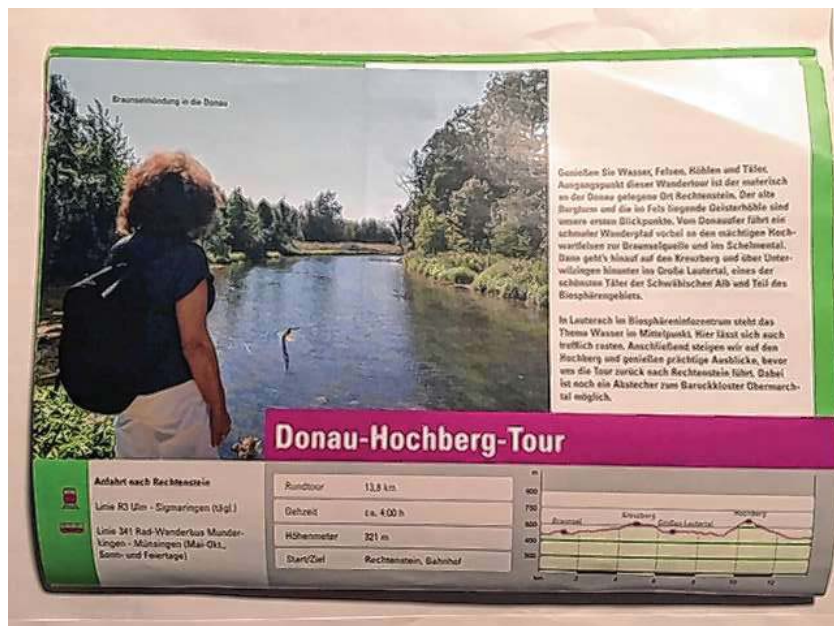 Braunselmündung in die Donau
Genießen Sie Wasser, Felsen, Höhlen und Täler.
Ausgangspunkt dieser Wandertour ist der malerisch
an der Donau gelegene Ort Rechtenstein. Der alte
Burgturm und die im Fels liegende Geisterhöhle sind
unsere ersten Blickpunkte. Vom Donauufer führt ein
schmaler Wanderpfad vorbei an den mächtigen Hoch-
wartfelsen zur Braunselquelle und ins Schelmental.
Dann geht's hinauf auf den Kreuzberg und über Unter-
wilzingen hinunter ins Große Lautertal, eines der
schönsten Täler der Schwäbischen Alb und Teil des
Biosphärengebiets.
In Lauterach im Biosphäreninfozentrum steht das
Thema Wasser im Mittelpunkt. Hier lässt sich auch
trefflich rasten. Anschließend steigen wir auf den
Hochberg und genießen prächtige Ausblicke, bevor
uns die Tour zurück nach Rechtenstein führt. Dabei
ist noch ein Abstecher zum Barockkloster Obermarch-
tal möglich.
Donau-Hochberg-Tour
Anfahrt nach Rechtenstein
Linie R3 Ulm - Sigmaringen (tägl.)
Linie 341 Rad-Wanderbus Munder-
kingen - Münsingen (Mai-Okt.,
Sonn- und Feiertage)
Rundtour 13,8 km
Gehzeit ca. 4:00 h
Höhenmeter 321 m
Start/Ziel Rechtenstein, Bahnhof
m
900
700
600
500
Braunsel
Kreuzberg
Großes Lautertal
Hochberg
km 2 4 6 8 10 12